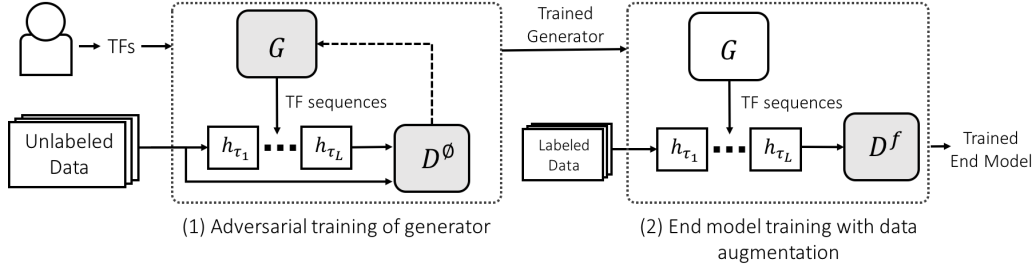 TFs
G
TF sequences
Unlabeled
Data
h_{τ_1} ... h_{τ_L}
D^∅
(1) Adversarial training of generator
Trained
Generator
G
TF sequences
Labeled
Data
h_{τ_1} ... h_{τ_L}
D^f
Trained
End Model
(2) End model training with data
augmentation